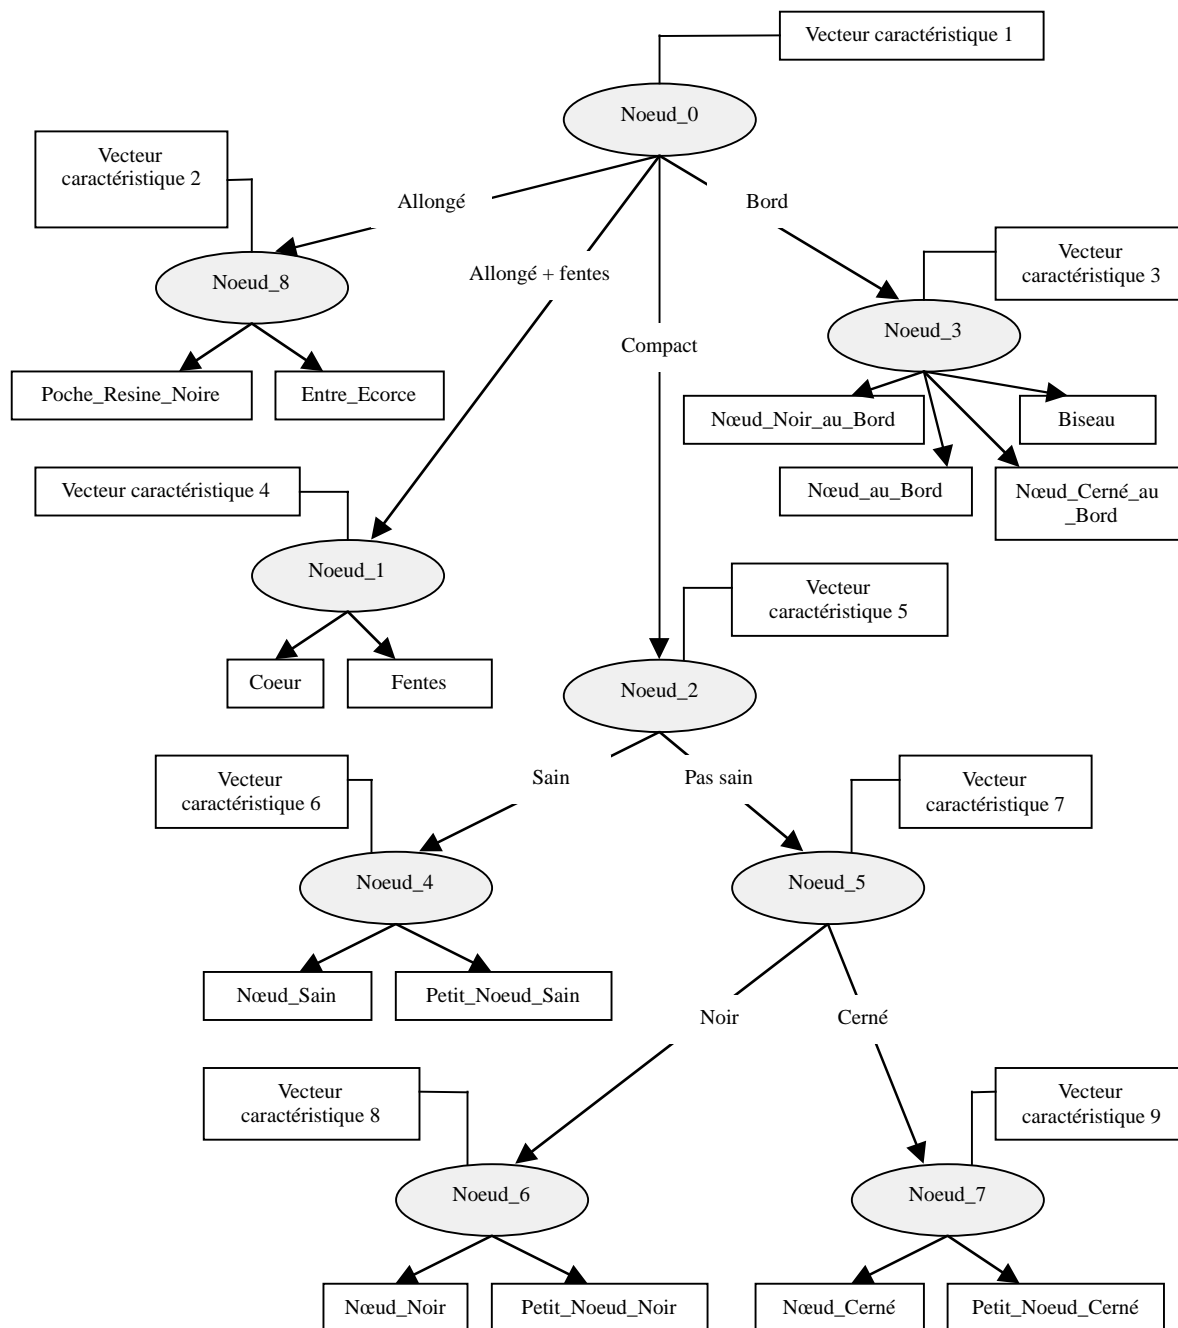 Vecteur caractéristique 1
Noeud_0
Vecteur
caractéristique 2
Allongé
Bord
Vecteur
caractéristique 3
Noeud_8
Allongé + fentes
Noeud_3
Compact
Poche_Resine_Noire
Entre_Ecorce
Nœud_Noir_au_Bord
Biseau
Vecteur caractéristique 4
Nœud_au_Bord
Nœud_Cerné_au
_Bord
Noeud_1
Vecteur
caractéristique 5
Coeur
Fentes
Noeud_2
Vecteur
caractéristique 6
Sain
Pas sain
Vecteur
caractéristique 7
Noeud_4
Noeud_5
Nœud_Sain
Petit_Noeud_Sain
Noir
Cerné
Vecteur
caractéristique 8
Vecteur
caractéristique 9
Noeud_6
Noeud_7
Nœud_Noir
Petit_Noeud_Noir
Nœud_Cerné
Petit_Noeud_Cerné